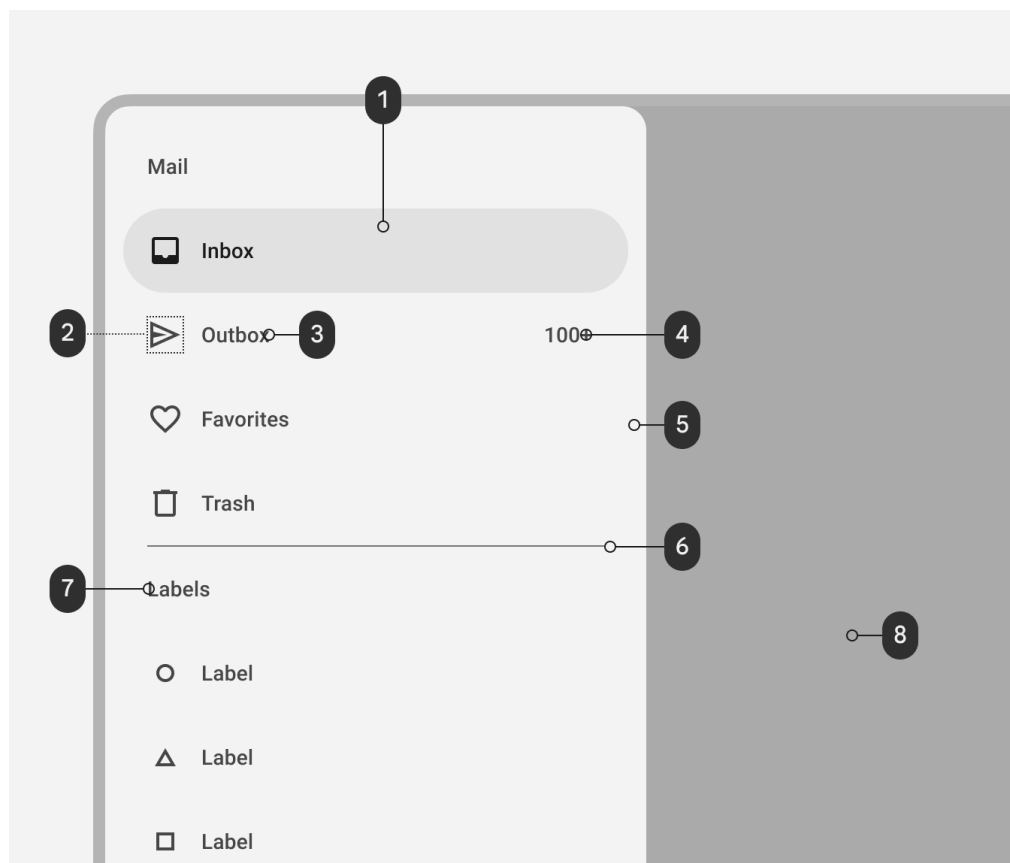 1
Mail
Inbox
2 Outbox 3 100+ 4
Favorites 5
Trash
6
7 Labels
8
Label
Label
Label